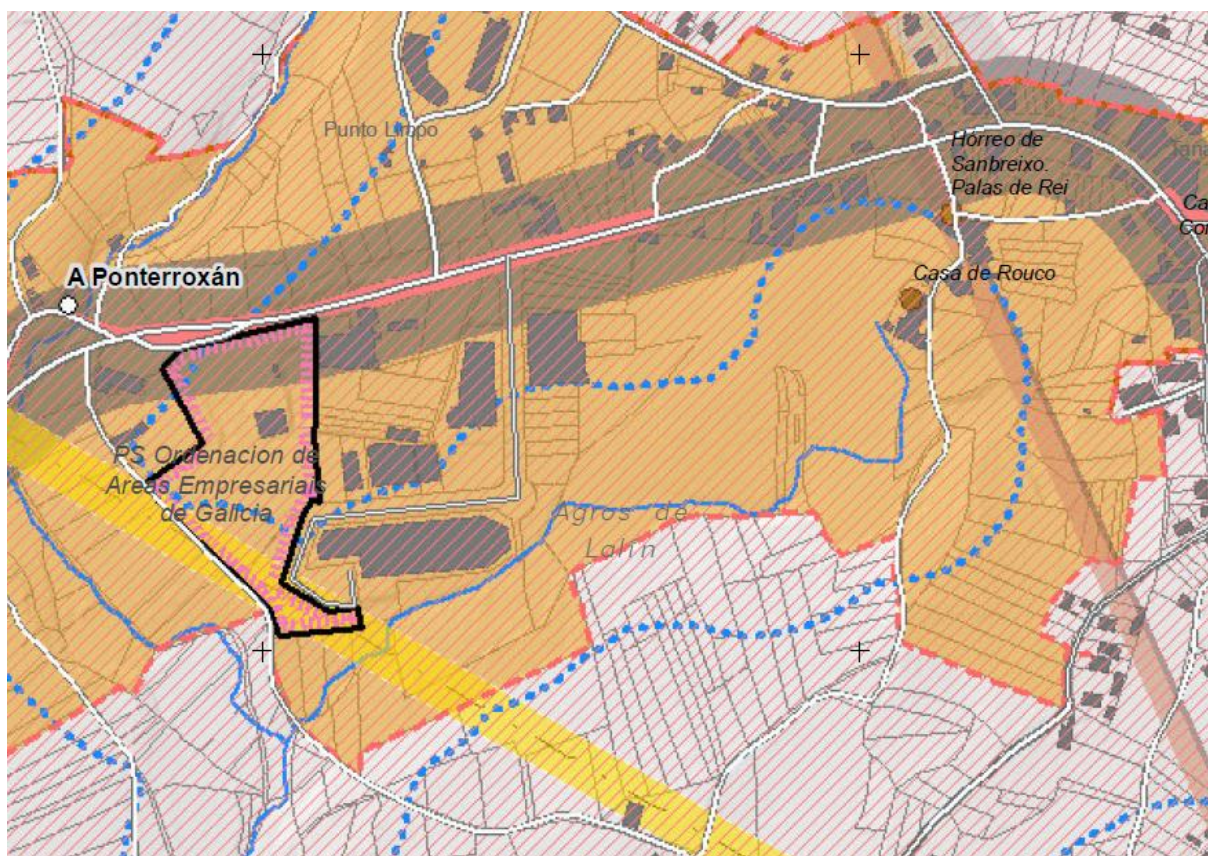 Punto Limpo
Hórreo de
Sanbreixo.
Palas de Rei
A Ponterroxán
Casa de Rouco
PS Ordenacion de
Areas Empresariais
de Galicia
Agros de
Lalín